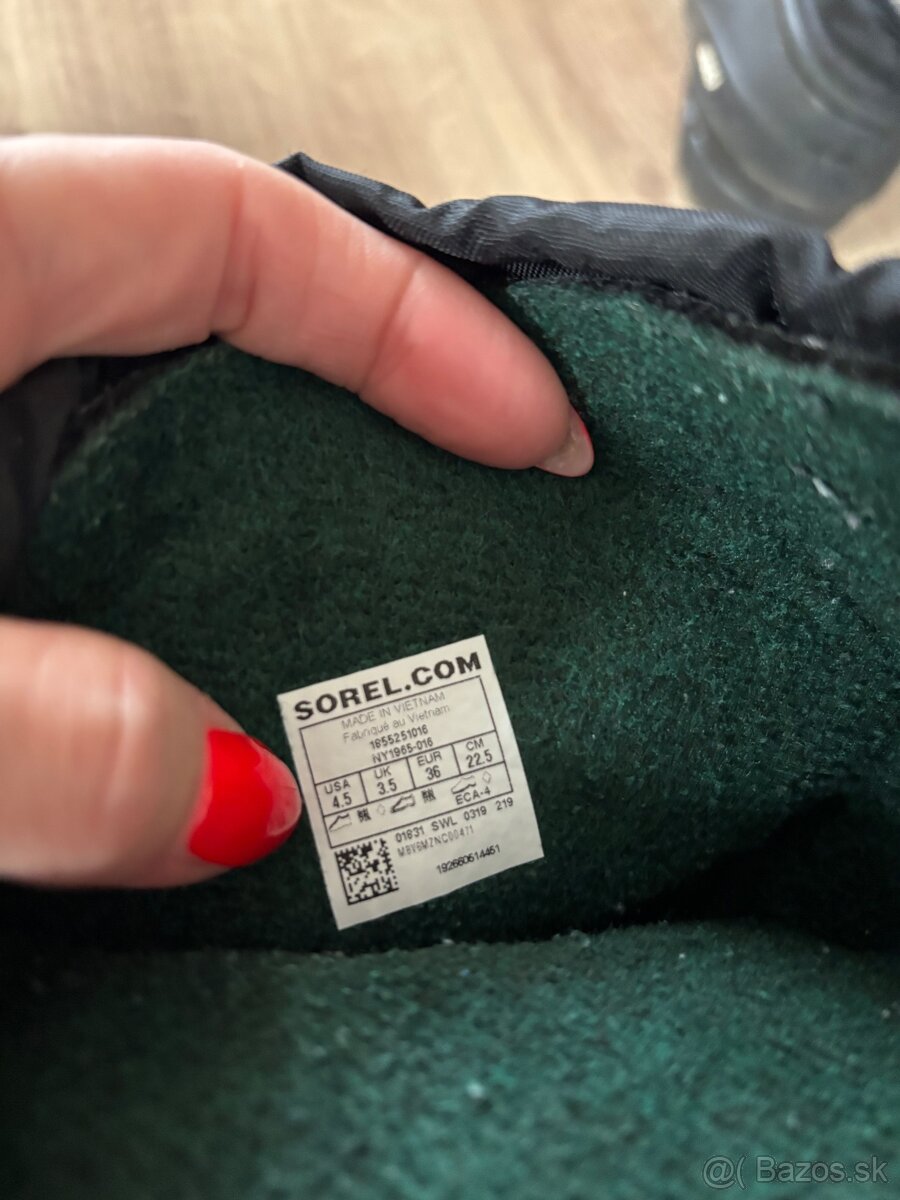 SOREL.COM
MADE IN VIETNAM
Fabriqué au Vietnam
1855251016
NY1965-016
USA UK EUR CM
4.5 3.5 36 22.5
ECA-4
01831 SWL 0319 219
M8V6MZNCD0471
192660614461
@( Bazos.sk